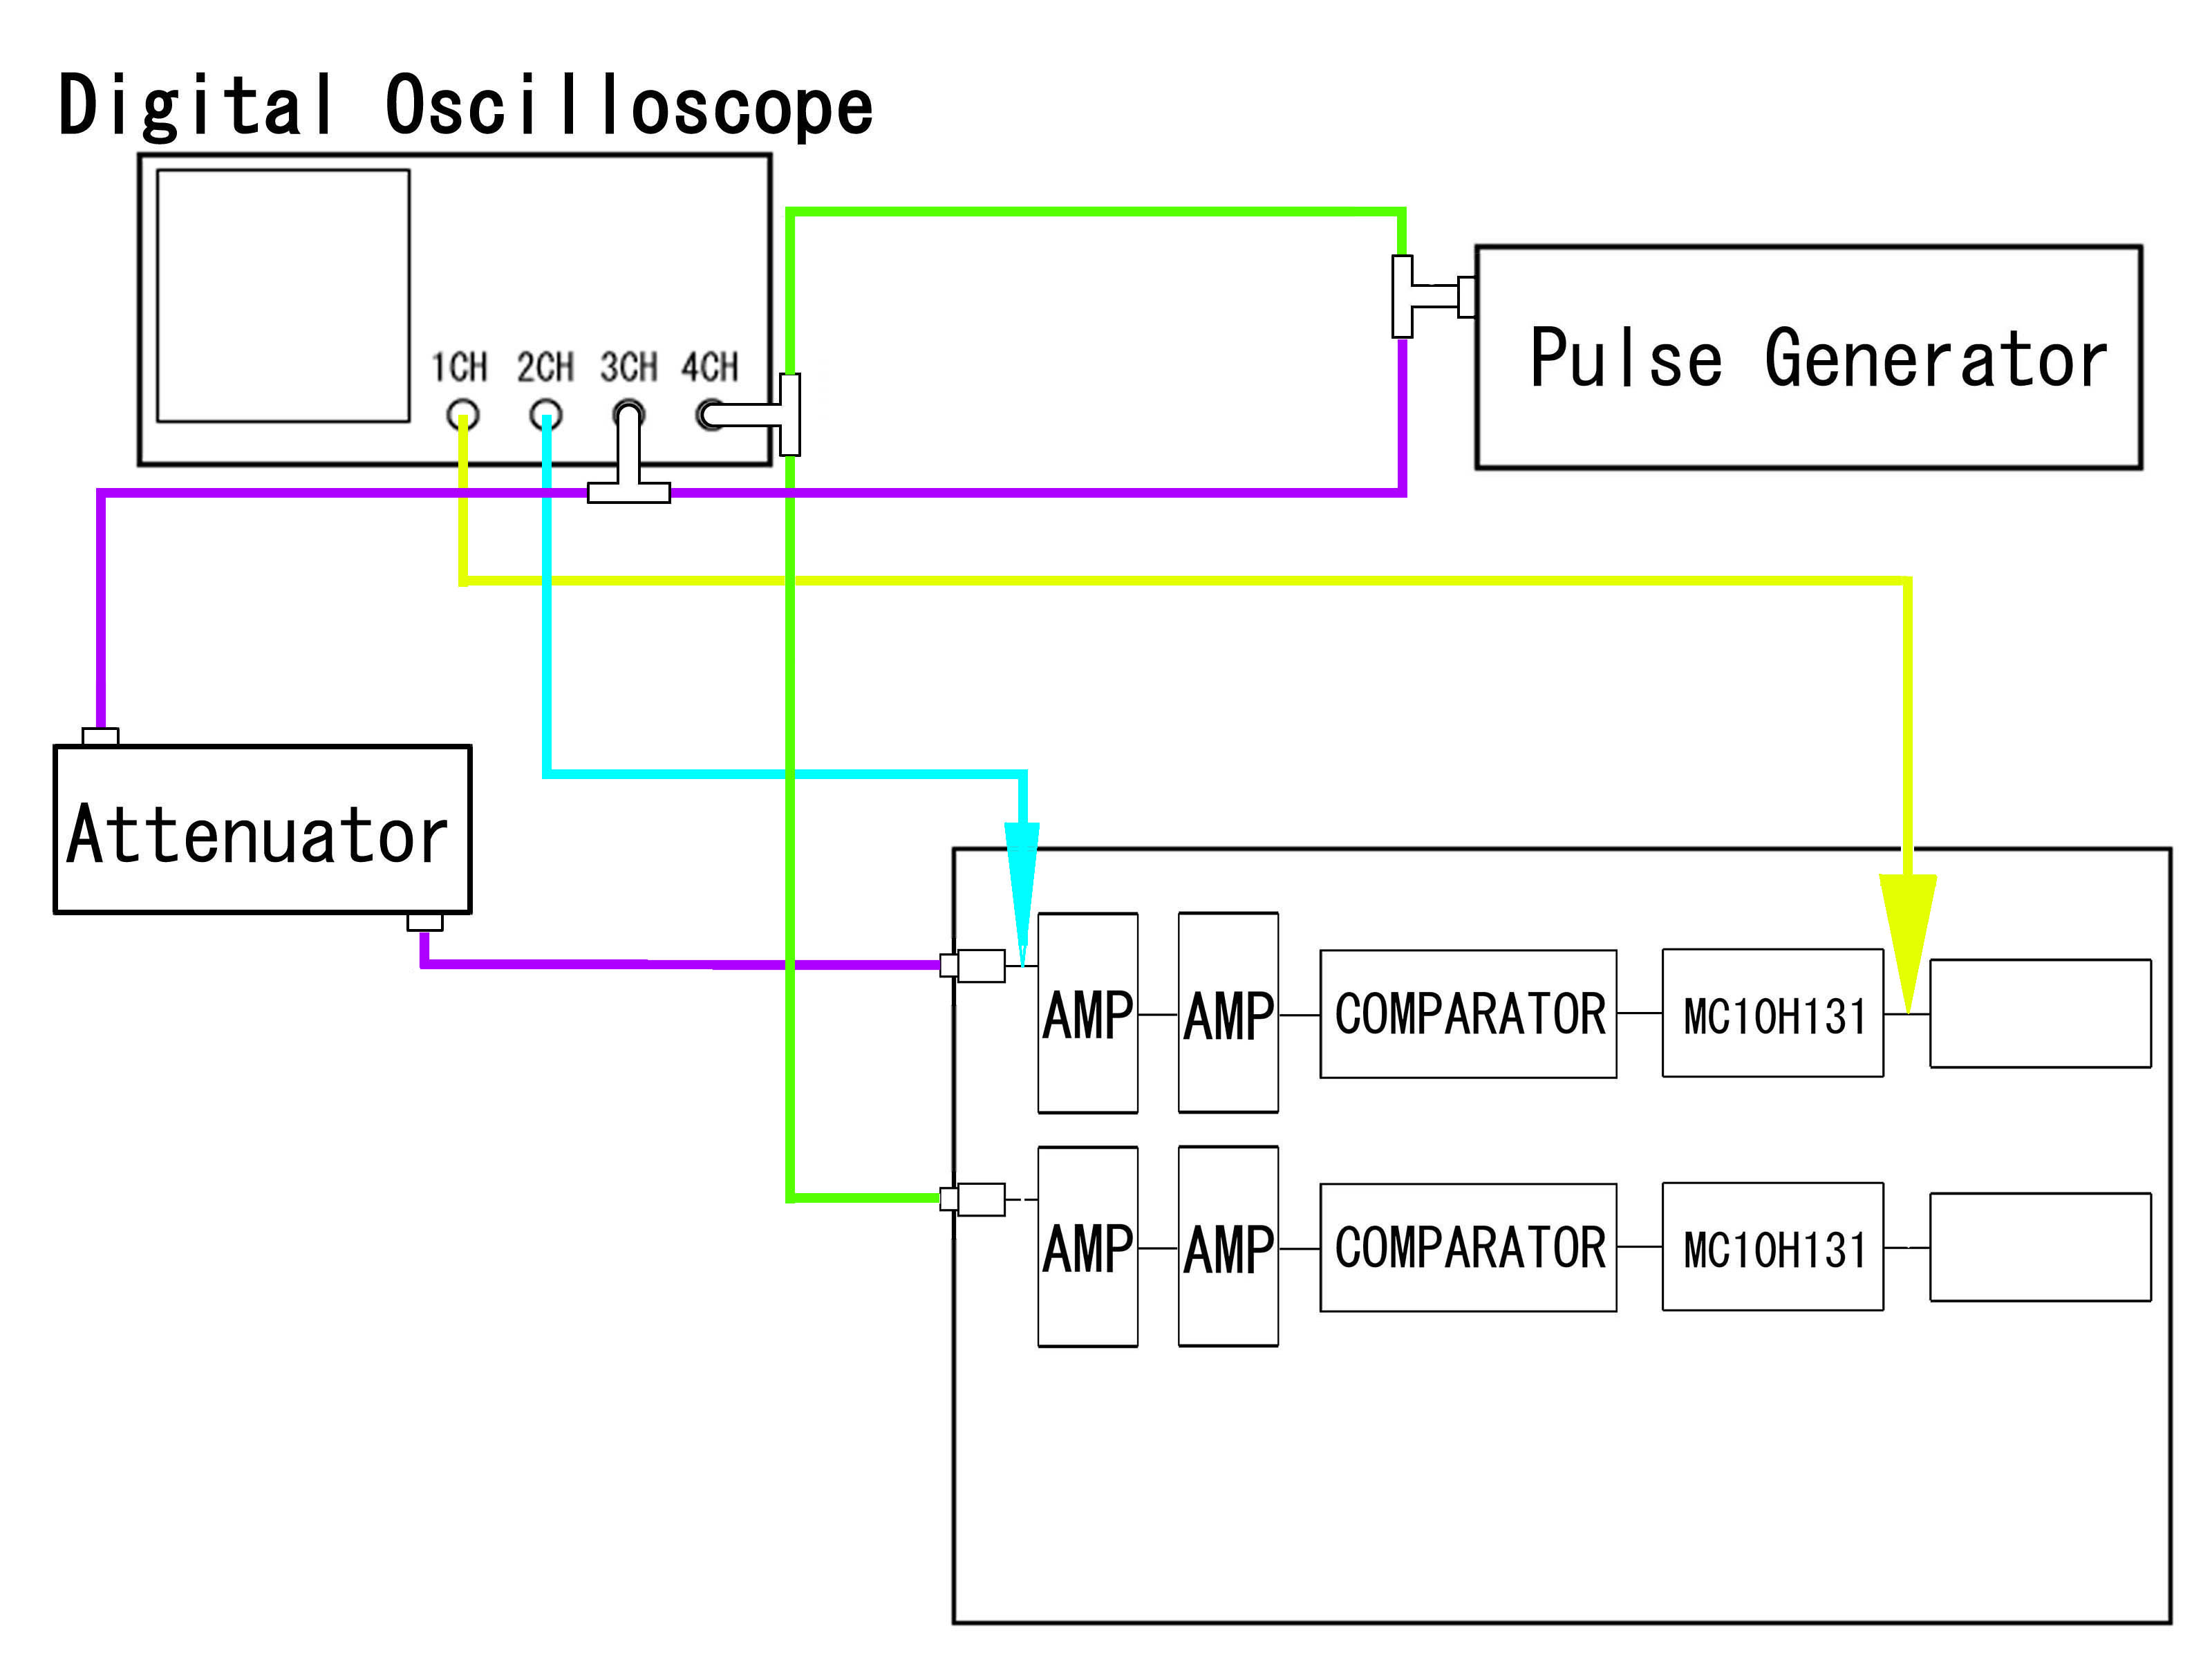 Digital Oscilloscope
1CH 2CH 3CH 4CH
Pulse Generator
Attenuator
AMP AMP COMPARATOR MC10H131
AMP AMP COMPARATOR MC10H131